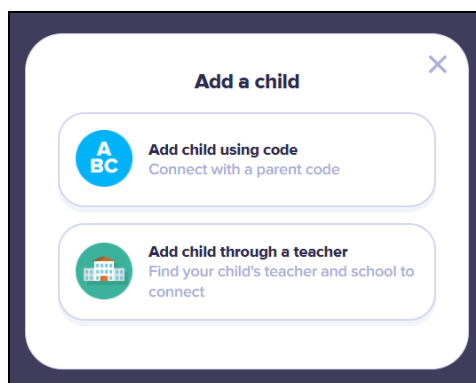 Add a child
A
BC
Add child using code
Connect with a parent code
Add child through a teacher
Find your child's teacher and school to
connect